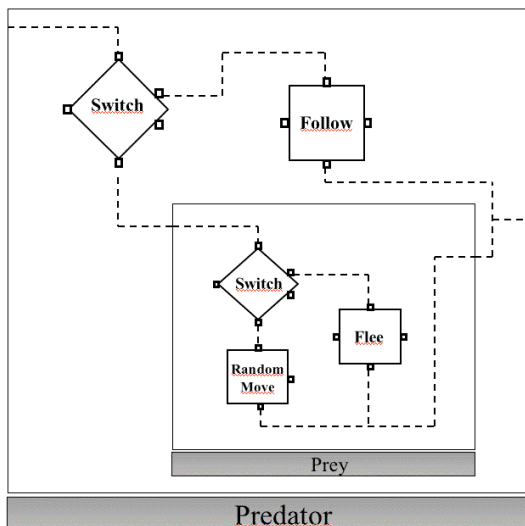 Switch
Follow
Switch
Flee
Random
Move
Prey
Predator